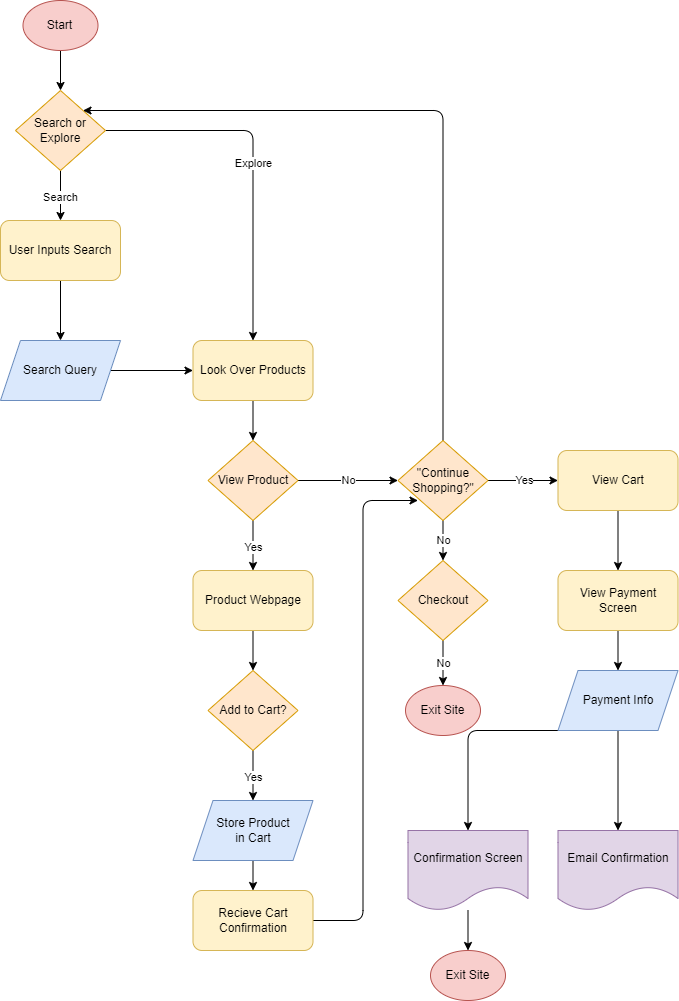 Start
Search or
Explore
Explore
Search
User Inputs Search
Search Query
Look Over Products
View Product
No
"Continue
Shopping?"
Yes
View Cart
Yes
No
Product Webpage
Checkout
View Payment
Screen
No
Add to Cart?
Exit Site
Payment Info
Yes
Store Product
in Cart
Confirmation Screen
Email Confirmation
Recieve Cart
Confirmation
Exit Site